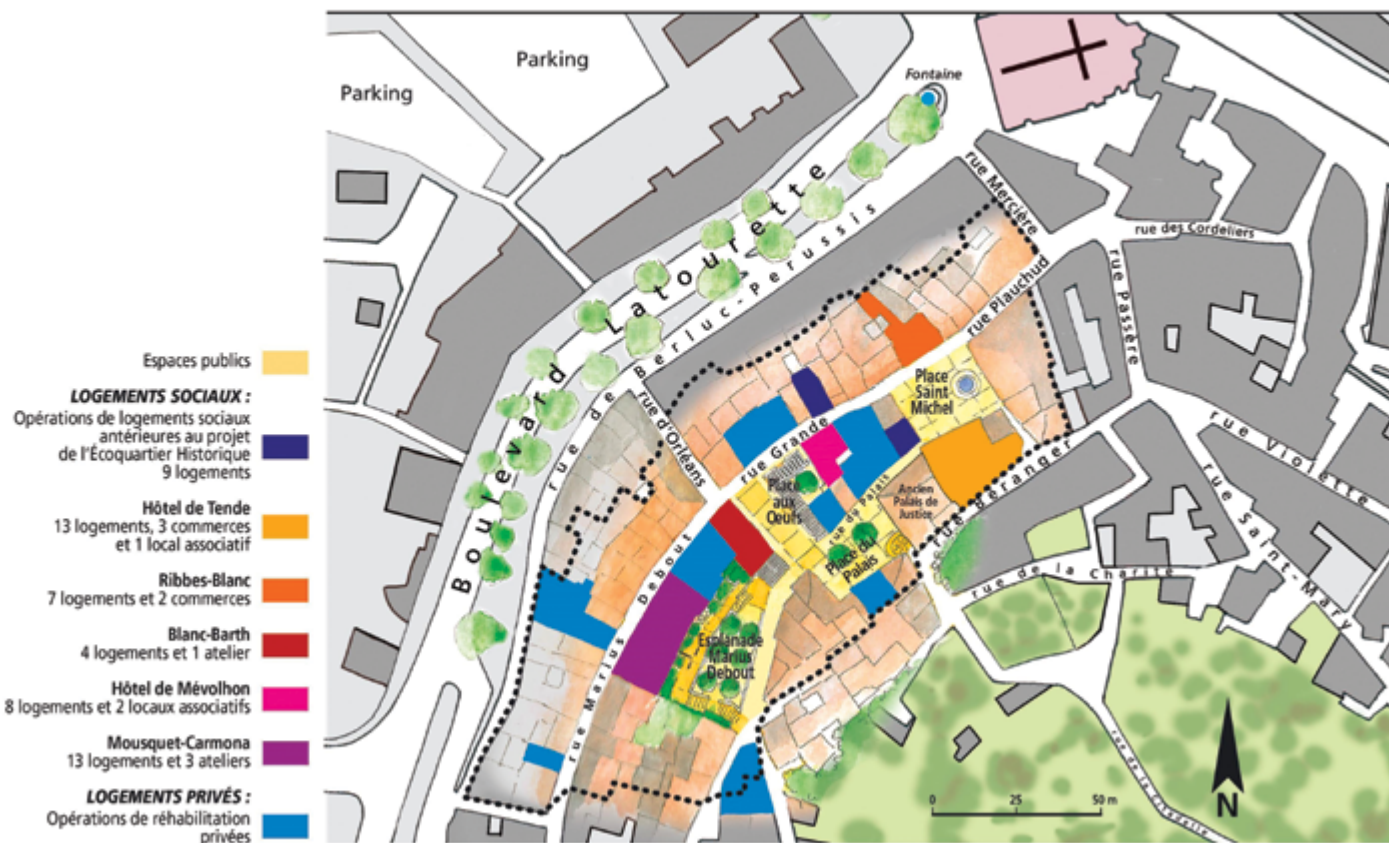 Parking
Parking
Fontaine
Boulevard Latourette
rue de Berluc-Perussis
rue Mercière
rue des Cordeliers
rue Plauchud
rue Passère
rue d'Orléans
rue Grande
Place
Saint
Michel
rue Violette
rue Béranger
Place
aux
Œufs
rue du Palais
Ancien
Palais de
Justice
Place du
Palais
rue Saint-Mary
rue de la Charité
rue Marius Debout
Esplanade
Marius
Debout
rue de la Citadelle
0 25 50 m
N
Espaces publics
LOGEMENTS SOCIAUX :
Opérations de logements sociaux
antérieures au projet
de l'Écoquartier Historique
9 logements
Hôtel de Tende
13 logements, 3 commerces
et 1 local associatif
Ribbes-Blanc
7 logements et 2 commerces
Blanc-Barth
4 logements et 1 atelier
Hôtel de Mévolhon
8 logements et 2 locaux associatifs
Mousquet-Carmona
13 logements et 3 ateliers
LOGEMENTS PRIVÉS :
Opérations de réhabilitation
privées